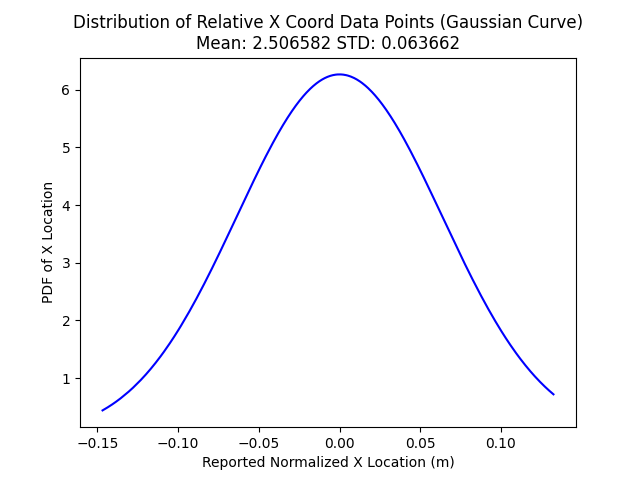 Distribution of Relative X Coord Data Points (Gaussian Curve)
Mean: 2.506582 STD: 0.063662
6
5
4
3
2
1
PDF of X Location
−0.15 −0.10 −0.05 0.00 0.05 0.10
Reported Normalized X Location (m)